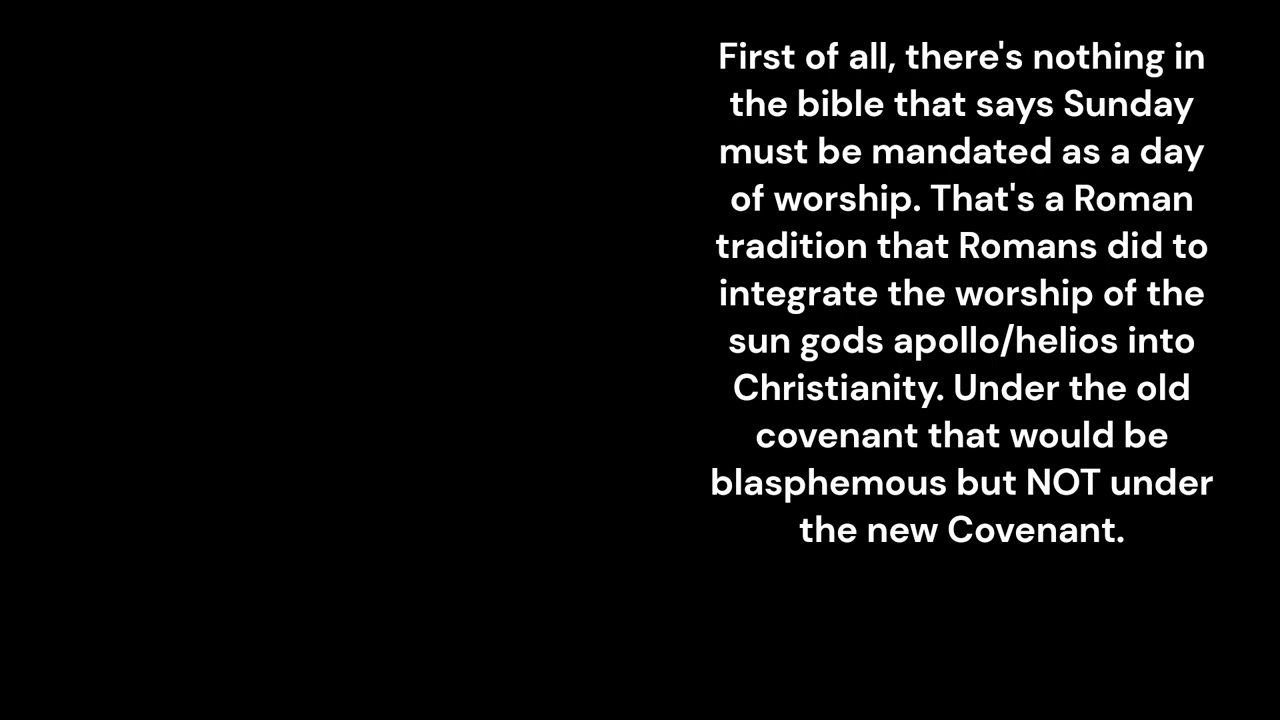 First of all, there's nothing in
the bible that says Sunday
must be mandated as a day
of worship. That's a Roman
tradition that Romans did to
integrate the worship of the
sun gods apollo/helios into
Christianity. Under the old
covenant that would be
blasphemous but NOT under
the new Covenant.